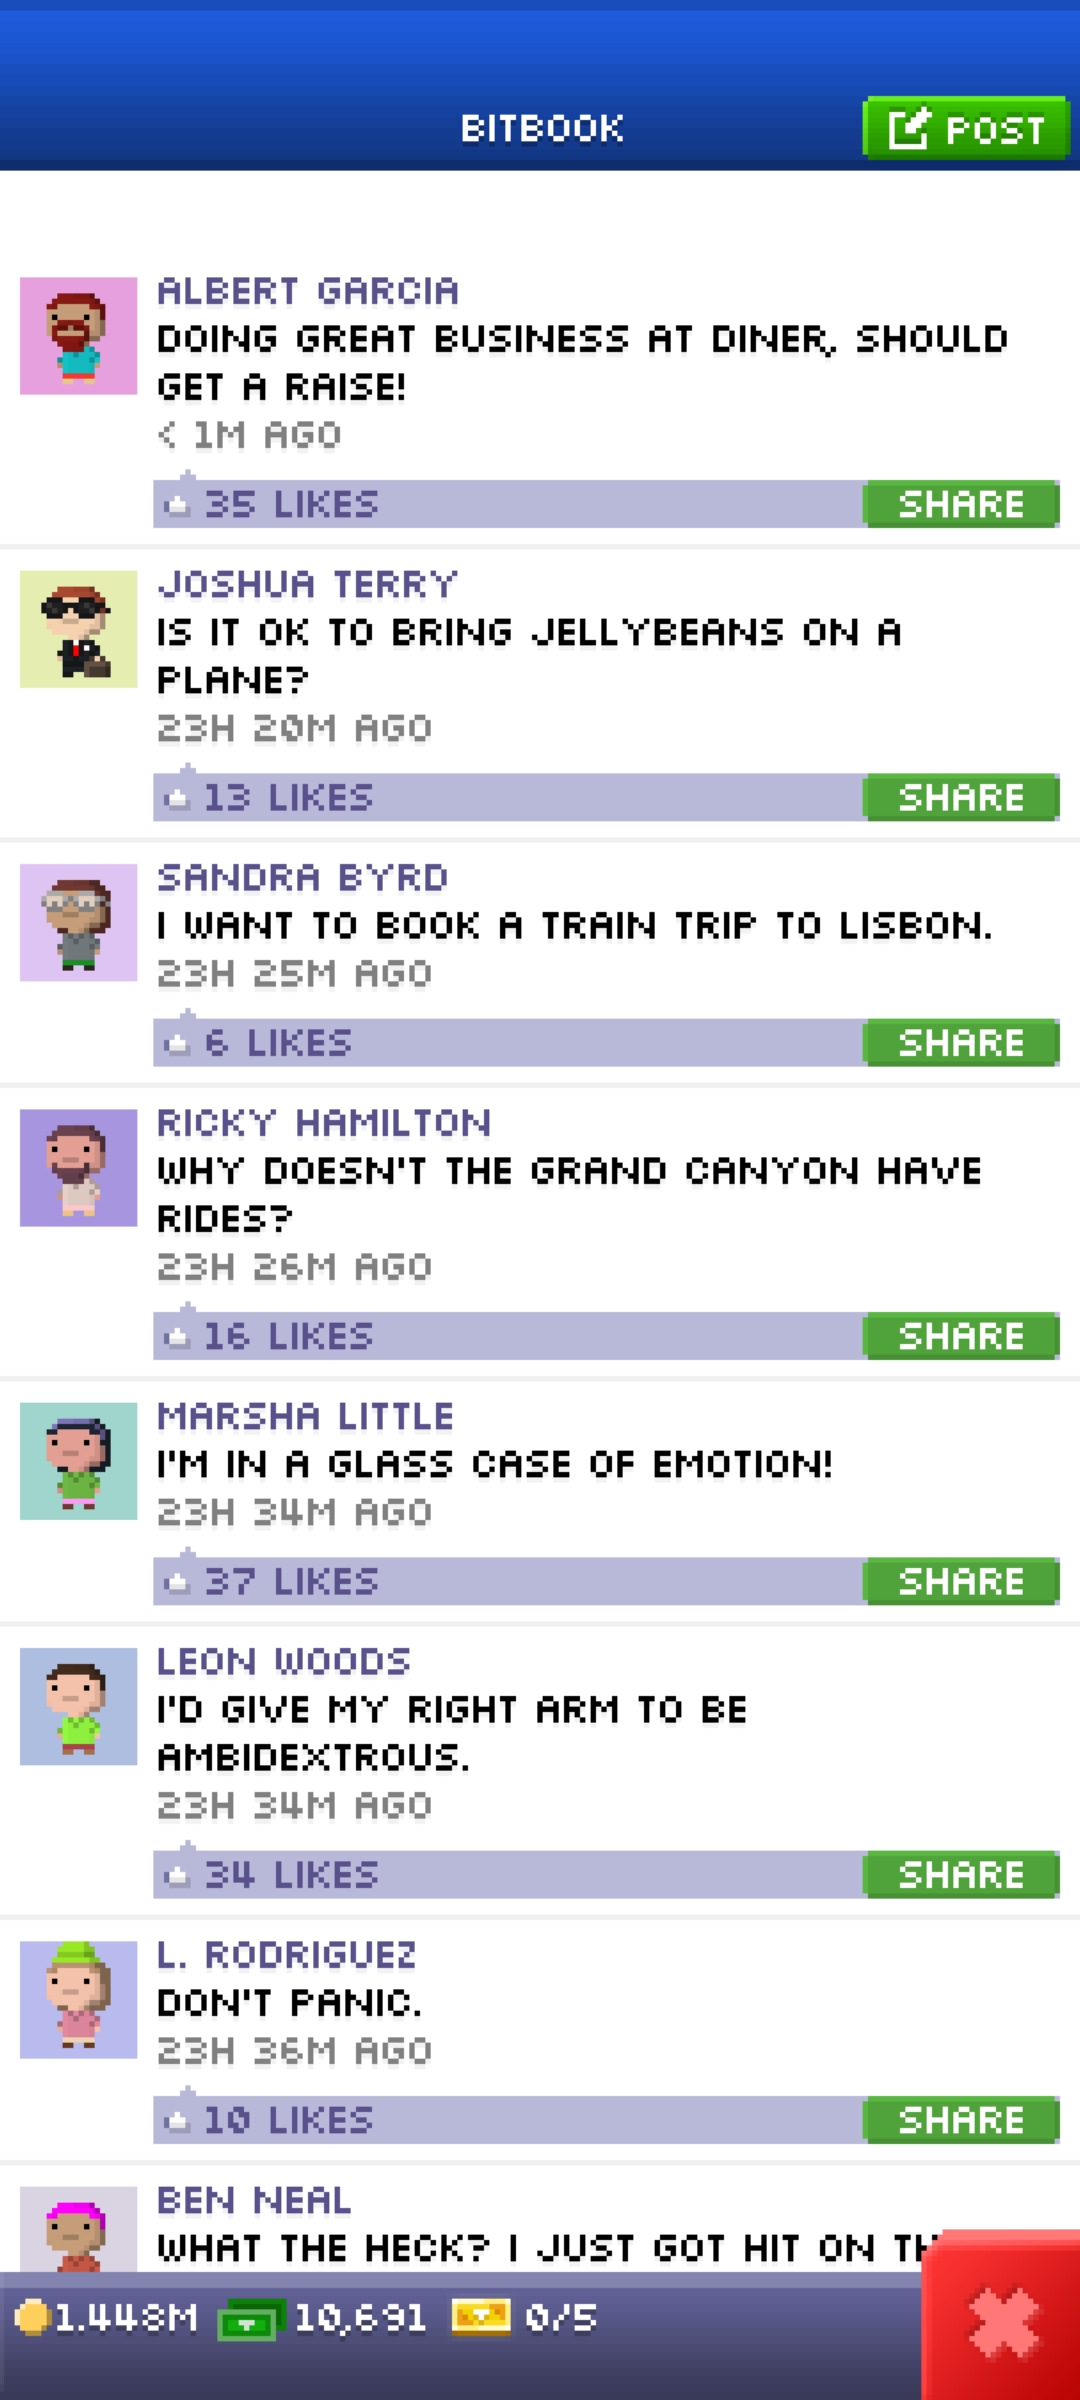 BITBOOK
POST
ALBERT GARCIA
DOING GREAT BUSINESS AT DINER, SHOULD
GET A RAISE!
< 1M AGO
35 LIKES
SHARE
JOSHUA TERRY
IS IT OK TO BRING JELLYBEANS ON A
PLANE?
23H 20M AGO
13 LIKES
SHARE
SANDRA BYRD
I WANT TO BOOK A TRAIN TRIP TO LISBON.
23H 25M AGO
6 LIKES
SHARE
RICKY HAMILTON
WHY DOESN'T THE GRAND CANYON HAVE
RIDES?
23H 26M AGO
16 LIKES
SHARE
MARSHA LITTLE
I'M IN A GLASS CASE OF EMOTION!
23H 34M AGO
37 LIKES
SHARE
LEON WOODS
I'D GIVE MY RIGHT ARM TO BE
AMBIDEXTROUS.
23H 34M AGO
34 LIKES
SHARE
L. RODRIGUEZ
DON'T PANIC.
23H 36M AGO
10 LIKES
SHARE
BEN NEAL
WHAT THE HECK? I JUST GOT HIT ON
1.448M
10,691
0/5